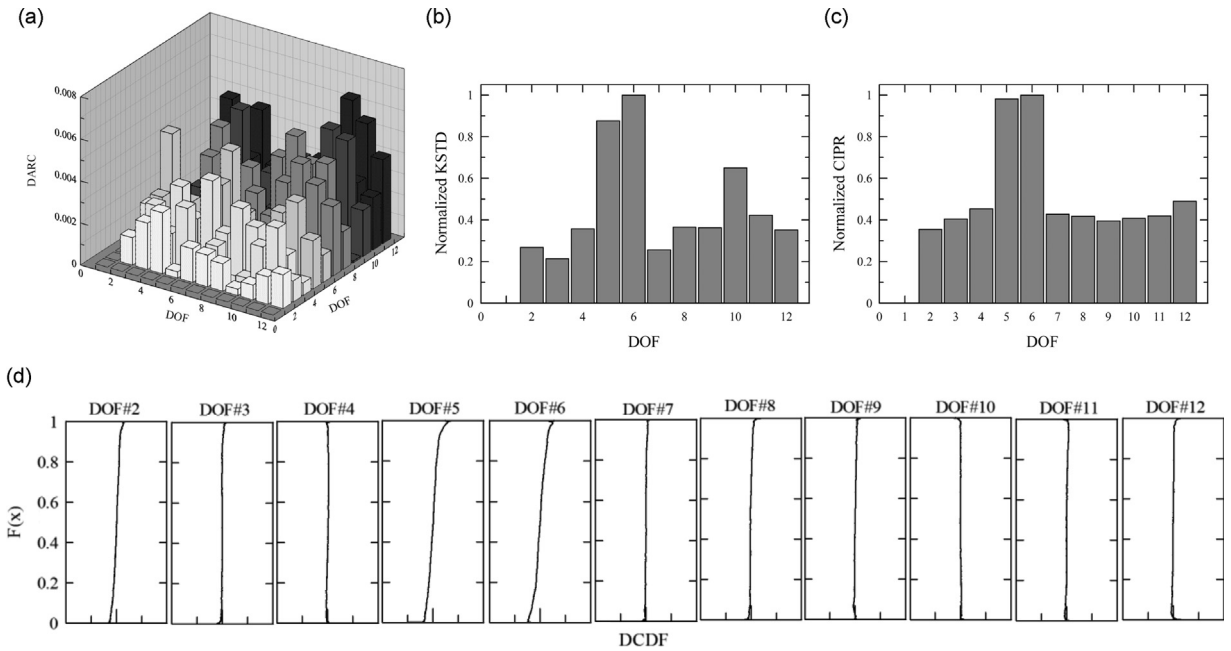 (a)
0.008
0.006
0.004
0.002
0
DARC
0 2 4 6 8 10 12
DOF
0 2 4 6 8 10 12
DOF
(b)
1
0.8
0.6
0.4
0.2
0
Normalized KSTD
0 2 4 6 8 10 12
DOF
(c)
1
0.8
0.6
0.4
0.2
0
Normalized CIPR
0 1 2 3 4 5 6 7 8 9 10 11 12
DOF
(d)
DOF#2 DOF#3 DOF#4 DOF#5 DOF#6 DOF#7 DOF#8 DOF#9 DOF#10 DOF#11 DOF#12
1
0.8
0.6
0.4
0.2
0
F(x)
DCDF